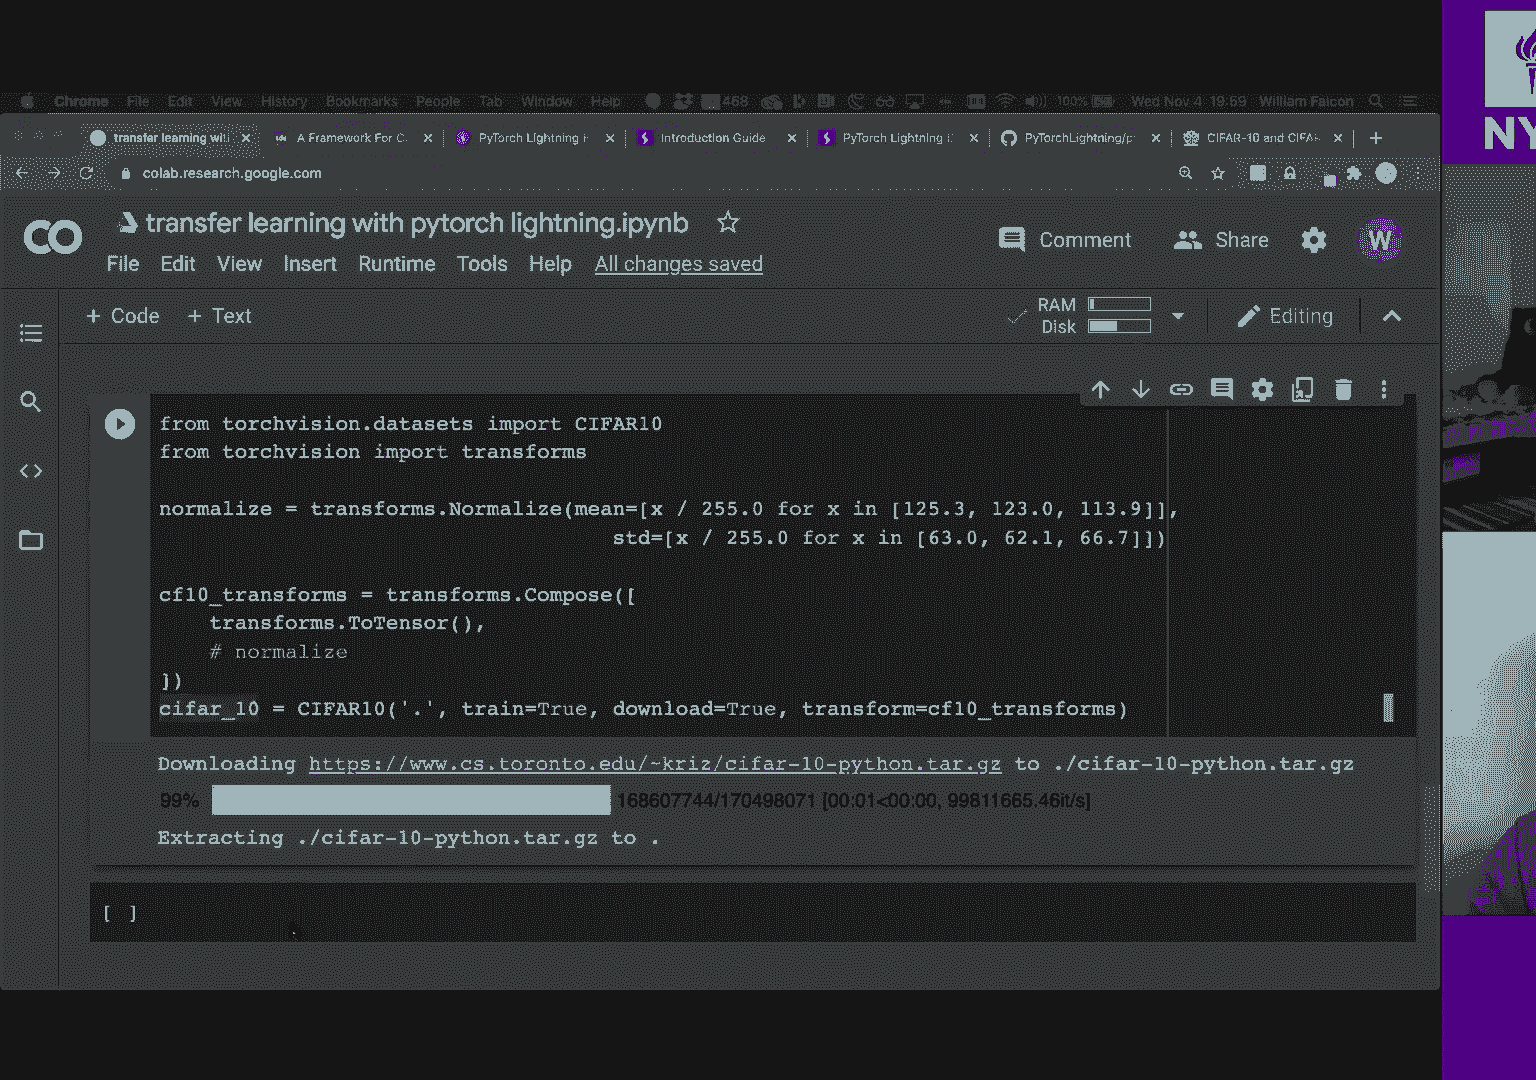 Chrome File Edit View History Bookmarks People Tab Window Help 468 100% Wed Nov 4 19:59 William Falcon
transfer learning wit
A Framework For C
PyTorch Lightning
Introduction Guide
PyTorch Lightning
PyTorchLightning/p
CIFAR-10 and CIFA
colab.research.google.com
NY
CO
transfer learning with pytorch lightning.ipynb
Comment Share W
File Edit View Insert Runtime Tools Help All changes saved
+ Code + Text
RAM
Disk
Editing
from torchvision.datasets import CIFAR10
from torchvision import transforms
normalize = transforms.Normalize(mean=[x / 255.0 for x in [125.3, 123.0, 113.9]],
std=[x / 255.0 for x in [63.0, 62.1, 66.7]])
cf10_transforms = transforms.Compose([
transforms.ToTensor(),
# normalize
])
cifar_10 = CIFAR10('.', train=True, download=True, transform=cf10_transforms)
Downloading https://www.cs.toronto.edu/~kriz/cifar-10-python.tar.gz to ./cifar-10-python.tar.gz
99% 168607744/170498071 [00:01<00:00, 99811665.46it/s]
Extracting ./cifar-10-python.tar.gz to .
[ ]